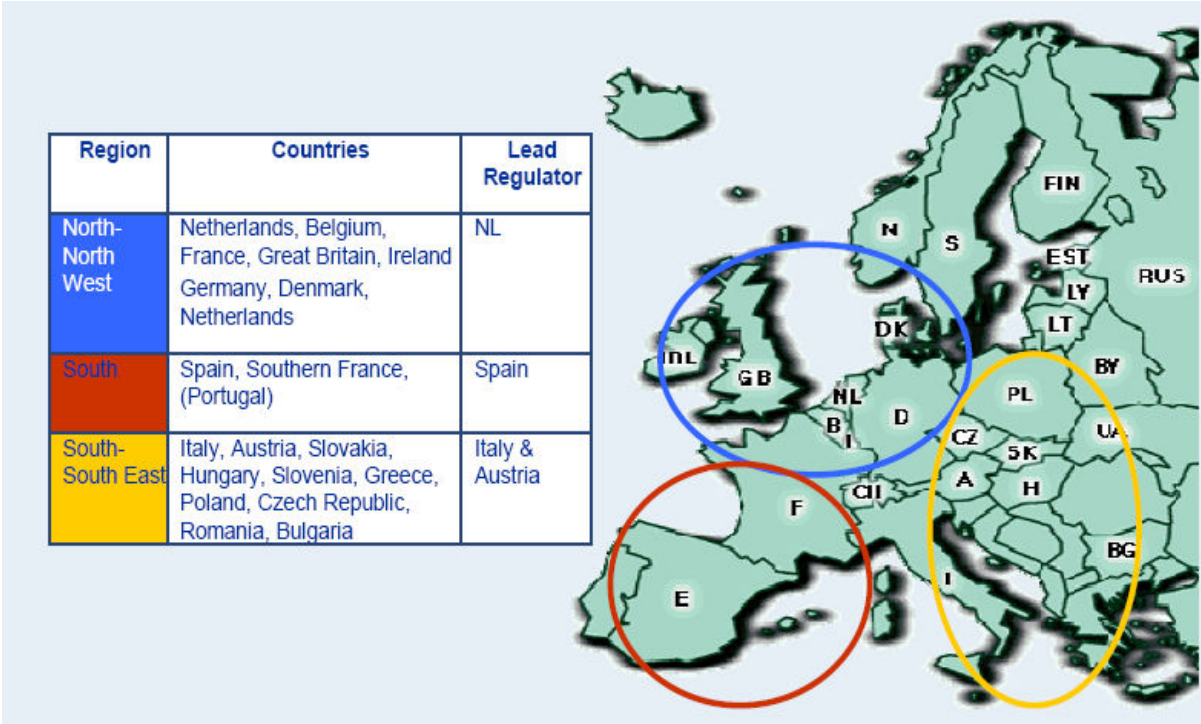 Region
Countries
Lead
Regulator
North-
North
West
Netherlands, Belgium,
France, Great Britain, Ireland
Germany, Denmark,
Netherlands
NL
South
Spain, Southern France,
(Portugal)
Spain
South-
South East
Italy, Austria, Slovakia,
Hungary, Slovenia, Greece,
Poland, Czech Republic,
Romania, Bulgaria
Italy &
Austria
FIN
N
S
EST
RUS
LV
LT
DK
IRL
GB
BY
PL
NL
D
B
L
CZ
UA
SK
A
H
CH
F
BG
I
E